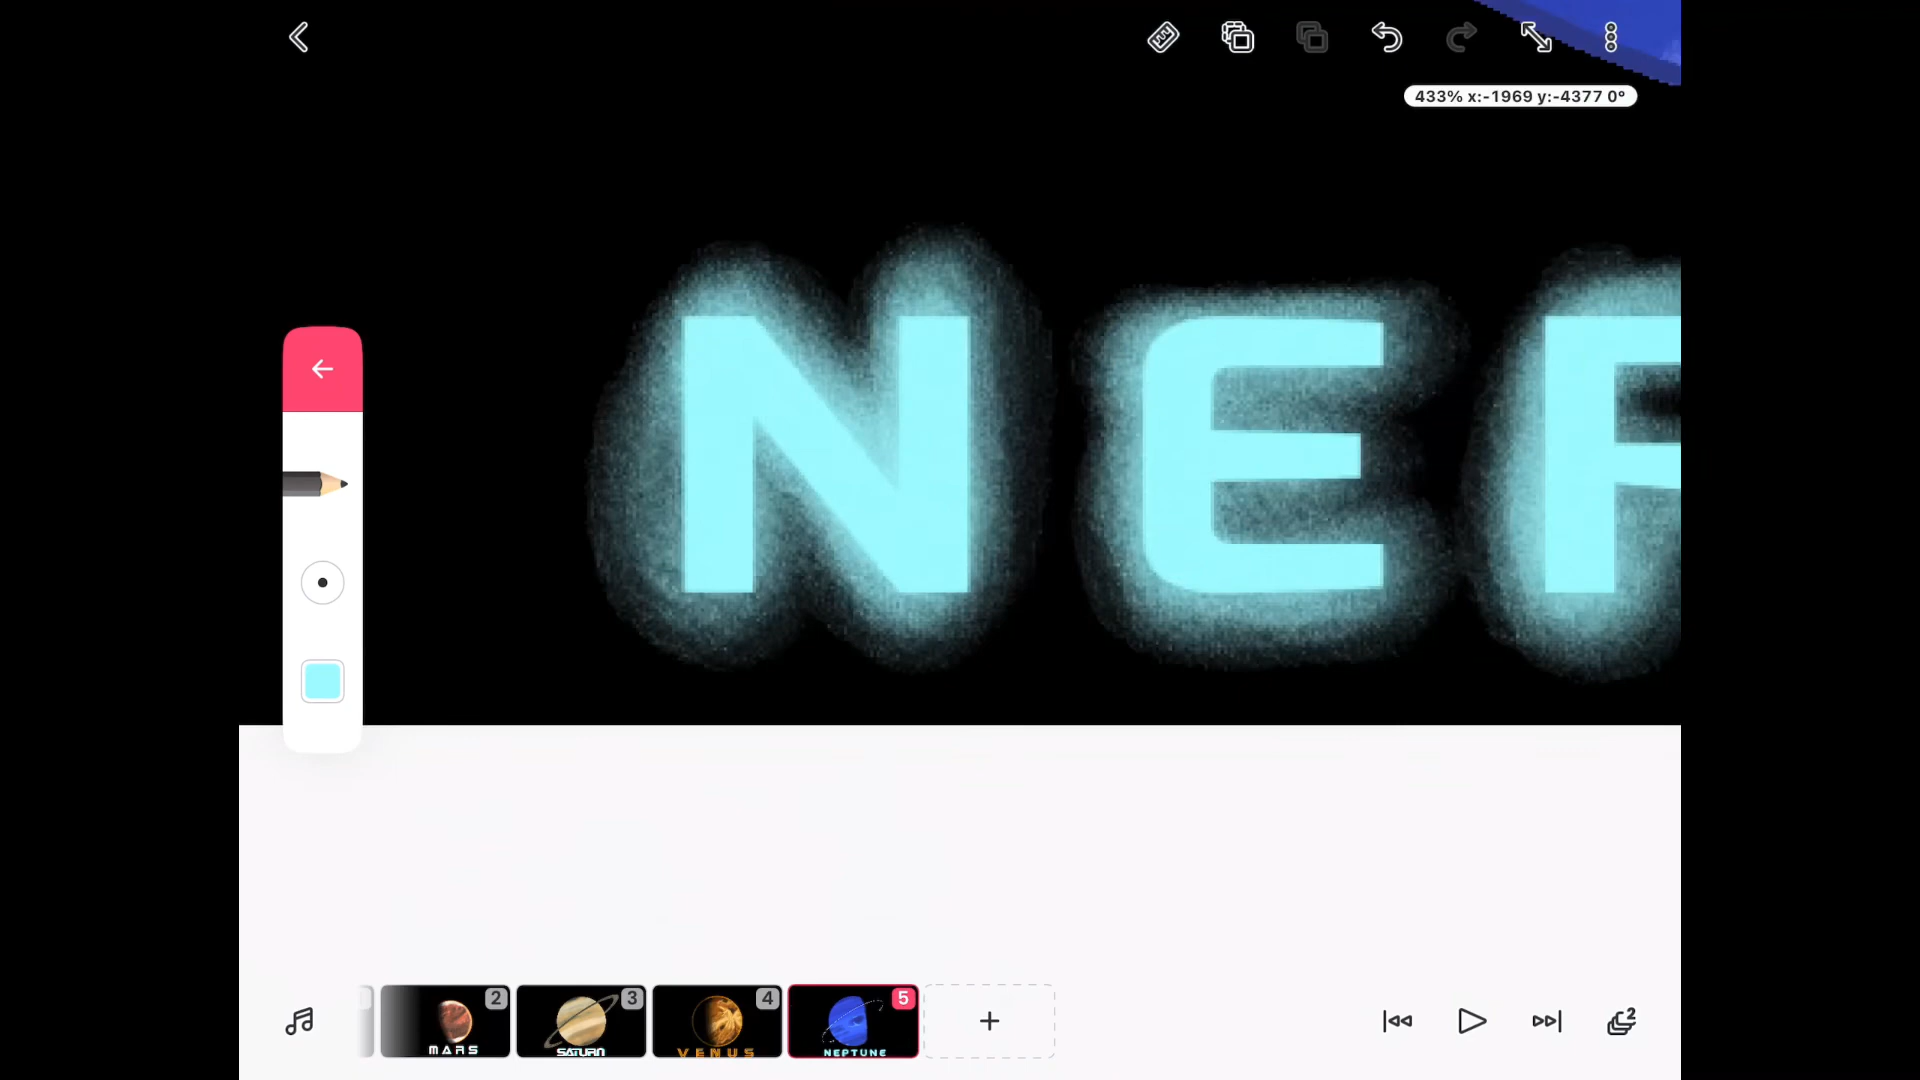 433% x:-1969 y:-4377 0°
NEP
2
3
4
5
MARS
SATURN
VENUS
NEPTUNE
2